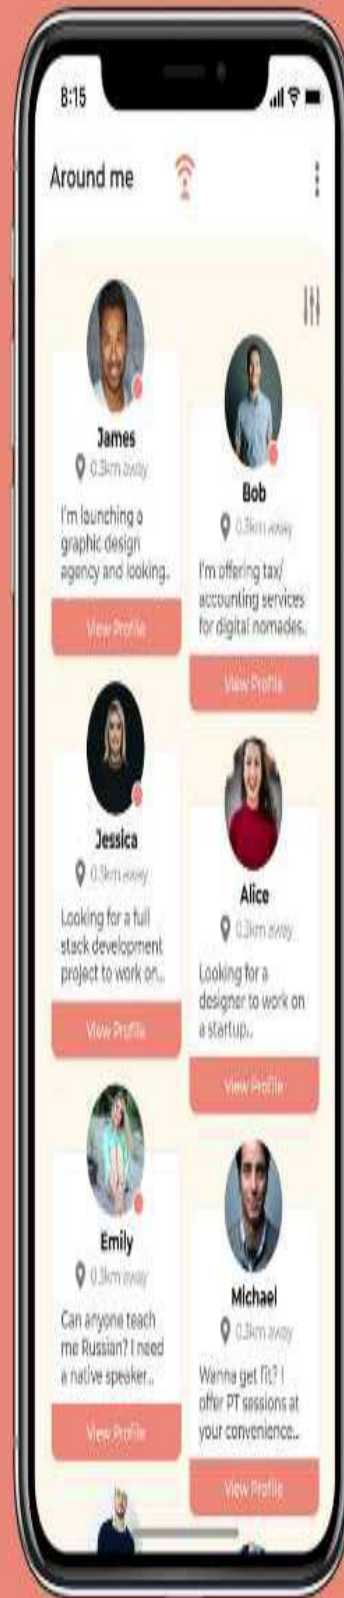 8:15
Around me
James
0.3km away
I'm launching a
graphic design
agency and looking..
View Profile
Bob
0.3km away
I'm offering tax/
accounting services
for digital nomades..
View Profile
Jessica
0.3km away
Looking for a full
stack development
project to work on...
View Profile
Alice
0.3km away
Looking for a
designer to work on
a startup..
View Profile
Emily
0.3km away
Can anyone teach
me Russian? I need
a native speaker...
View Profile
Michael
0.3km away
Wanna get fit? I
offer PT sessions at
your convenience...
View Profile